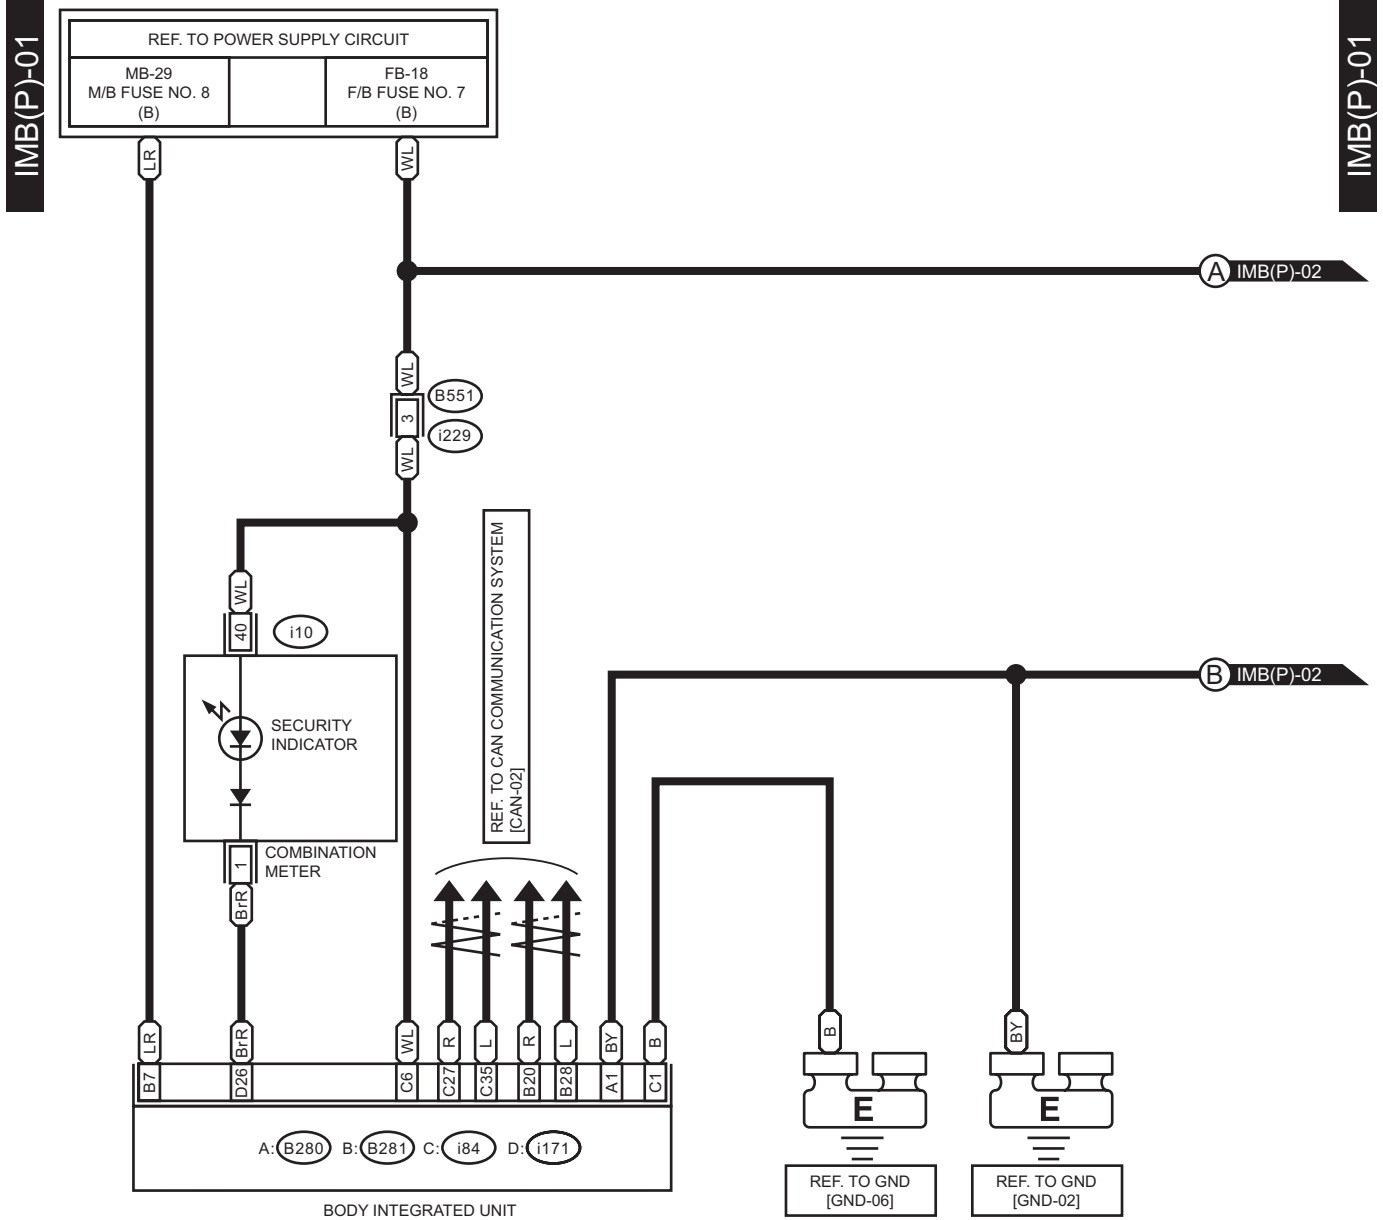 IMB(P)-01
IMB(P)-01
REF. TO POWER SUPPLY CIRCUIT
MB-29
M/B FUSE NO. 8
(B)
FB-18
F/B FUSE NO. 7
(B)
LR
WL
A
IMB(P)-02
WL
B551
3
i229
WL
REF. TO CAN COMMUNICATION SYSTEM
[CAN-02]
WL
40
i10
B
IMB(P)-02
SECURITY
INDICATOR
COMBINATION
METER
1
BrR
LR
BrR
WL
R
L
R
L
BY
B
B
BY
B7
D26
C6
C27
C35
B20
B28
A1
C1
E
E
A: B280 B: B281 C: i84 D: i171
REF. TO GND
[GND-06]
REF. TO GND
[GND-02]
BODY INTEGRATED UNIT